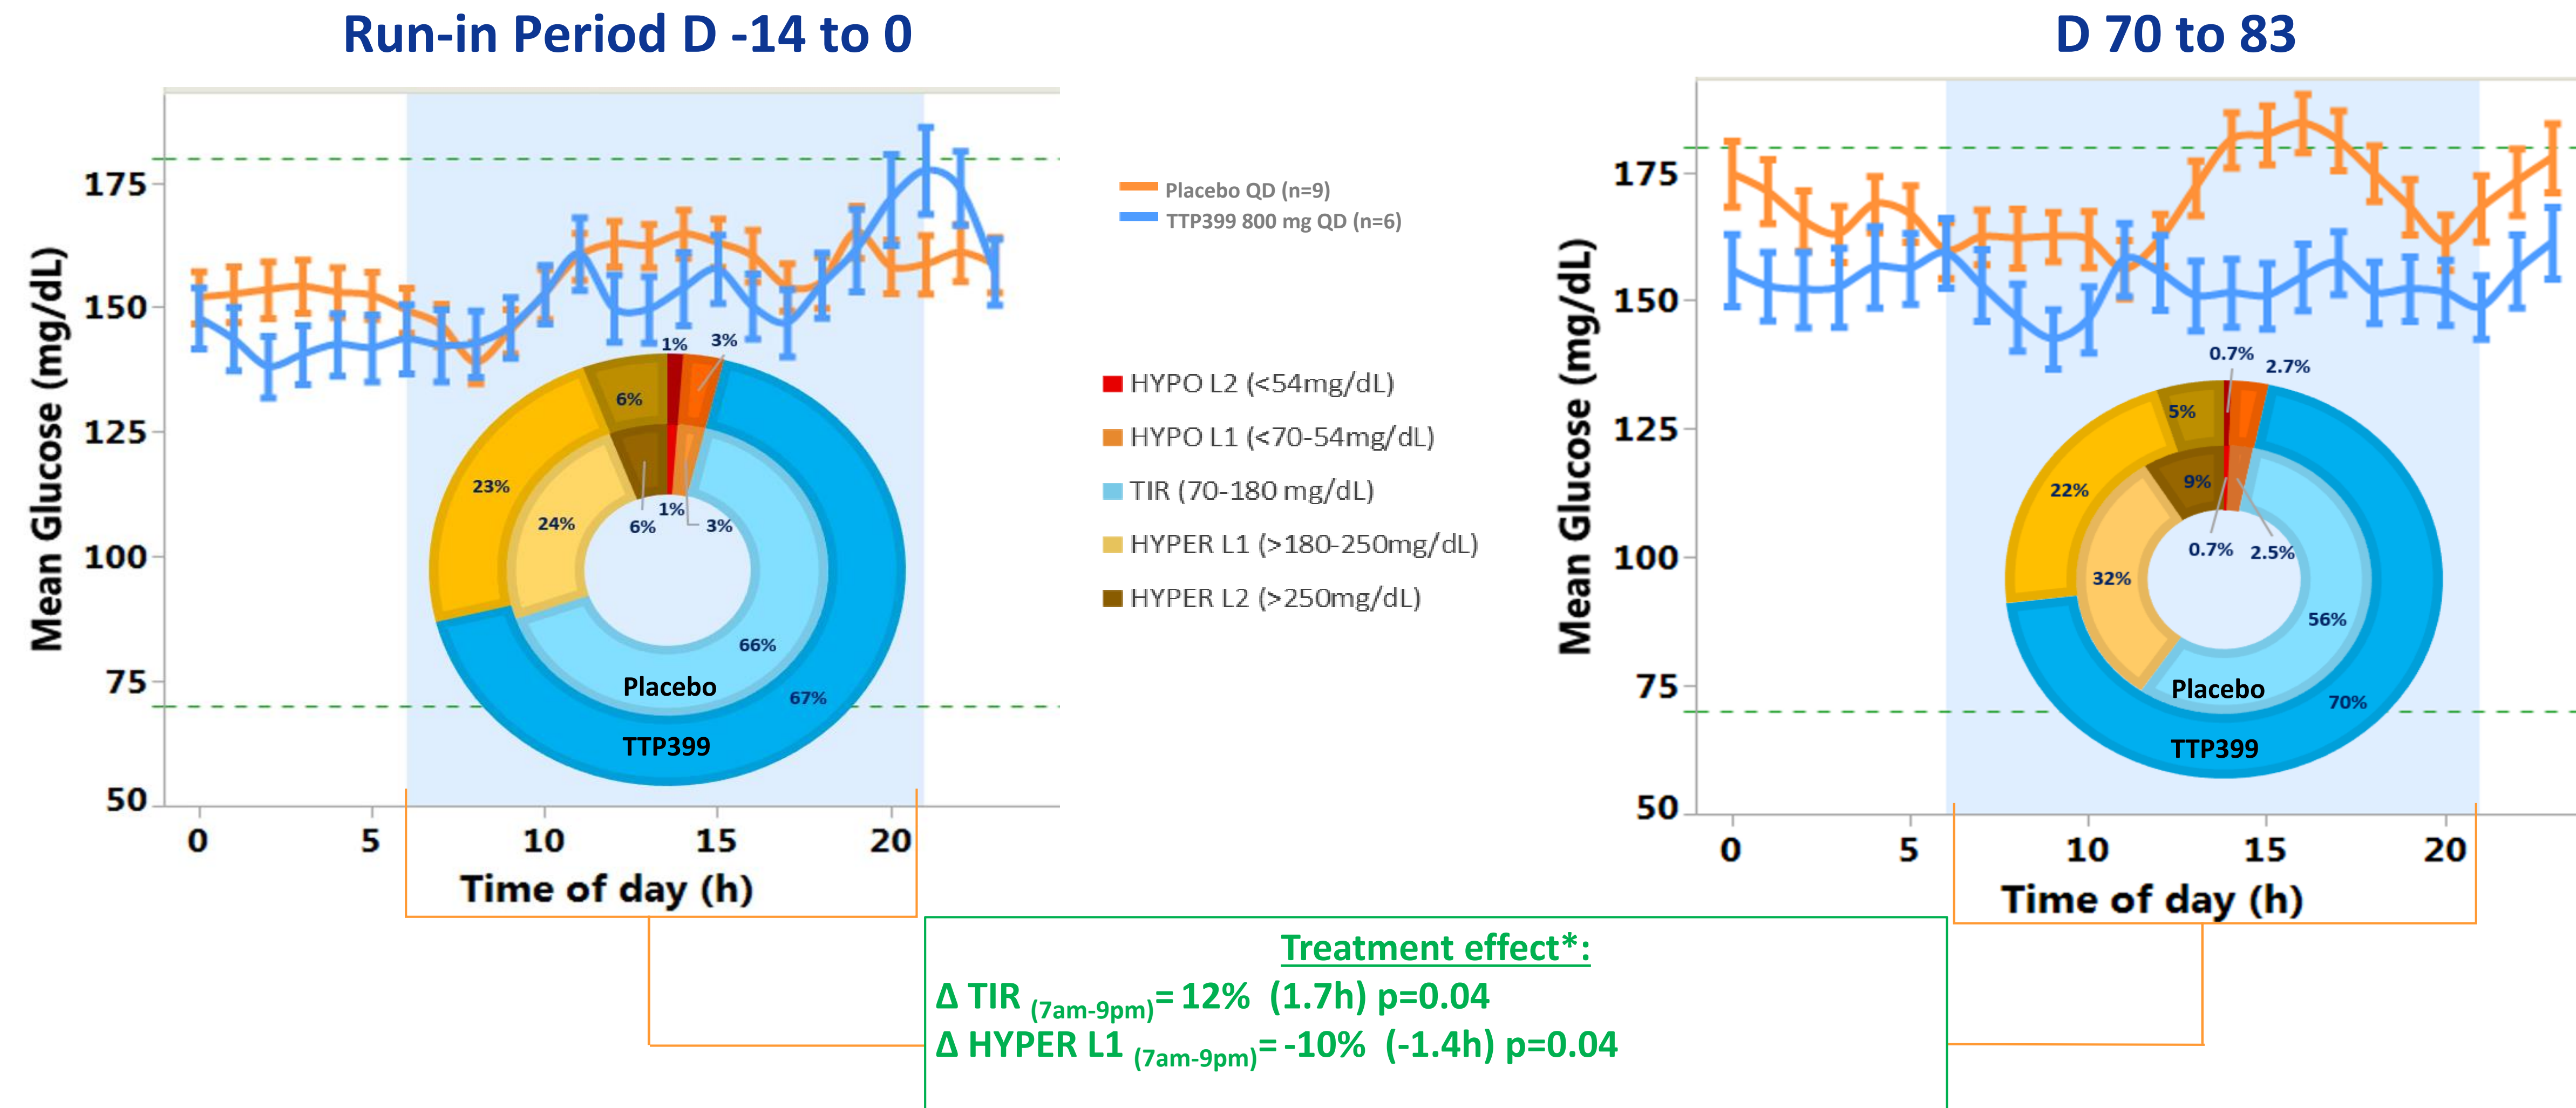 Run-in Period D -14 to 0
D 70 to 83
Mean Glucose (mg/dL)
175
150
125
100
75
50
0
5
10
15
20
Time of day (h)
1%
3%
6%
23%
24%
6%
1%
3%
66%
67%
Placebo
TTP399
Placebo QD (n=9)
TTP399 800 mg QD (n=6)
HYPO L2 (<54mg/dL)
HYPO L1 (<70-54mg/dL)
TIR (70-180 mg/dL)
HYPER L1 (>180-250mg/dL)
HYPER L2 (>250mg/dL)
Mean Glucose (mg/dL)
175
150
125
100
75
50
0
5
10
15
20
Time of day (h)
0.7%
2.7%
5%
22%
9%
32%
0.7%
2.5%
56%
70%
Placebo
TTP399
Treatment effect*:
Δ TIR (7am-9pm)= 12% (1.7h) p=0.04
Δ HYPER L1 (7am-9pm)= -10% (-1.4h) p=0.04